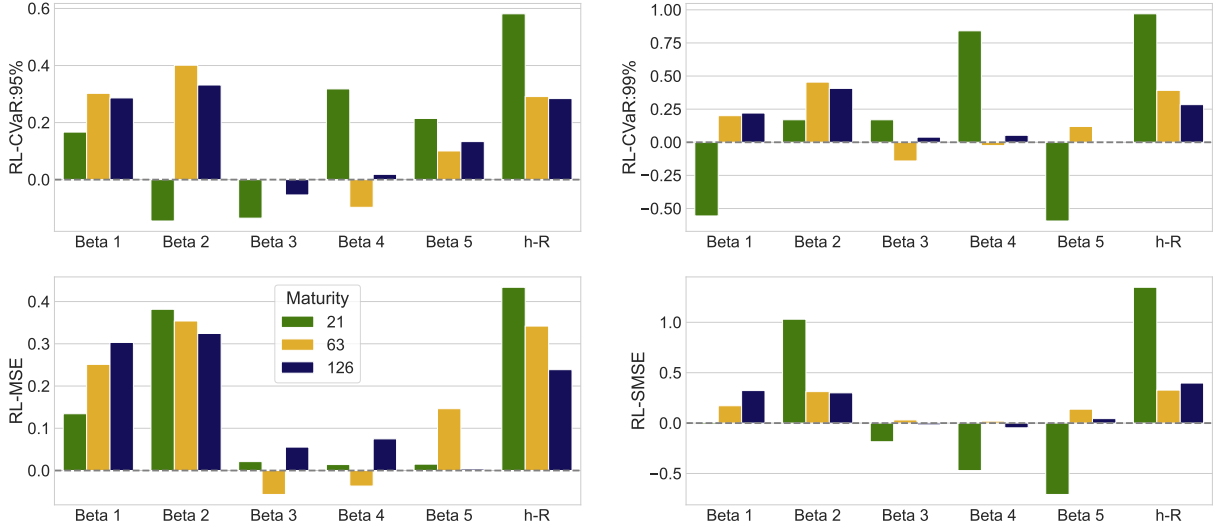 RL-CVaR:95%
0.6
0.4
0.2
0.0
Beta 1 Beta 2 Beta 3 Beta 4 Beta 5 h-R
RL-CVaR:99%
1.00
0.75
0.50
0.25
0.00
−0.25
−0.50
Beta 1 Beta 2 Beta 3 Beta 4 Beta 5 h-R
RL-MSE
0.4
0.3
0.2
0.1
0.0
Maturity
21
63
126
Beta 1 Beta 2 Beta 3 Beta 4 Beta 5 h-R
RL-SMSE
1.0
0.5
0.0
−0.5
Beta 1 Beta 2 Beta 3 Beta 4 Beta 5 h-R